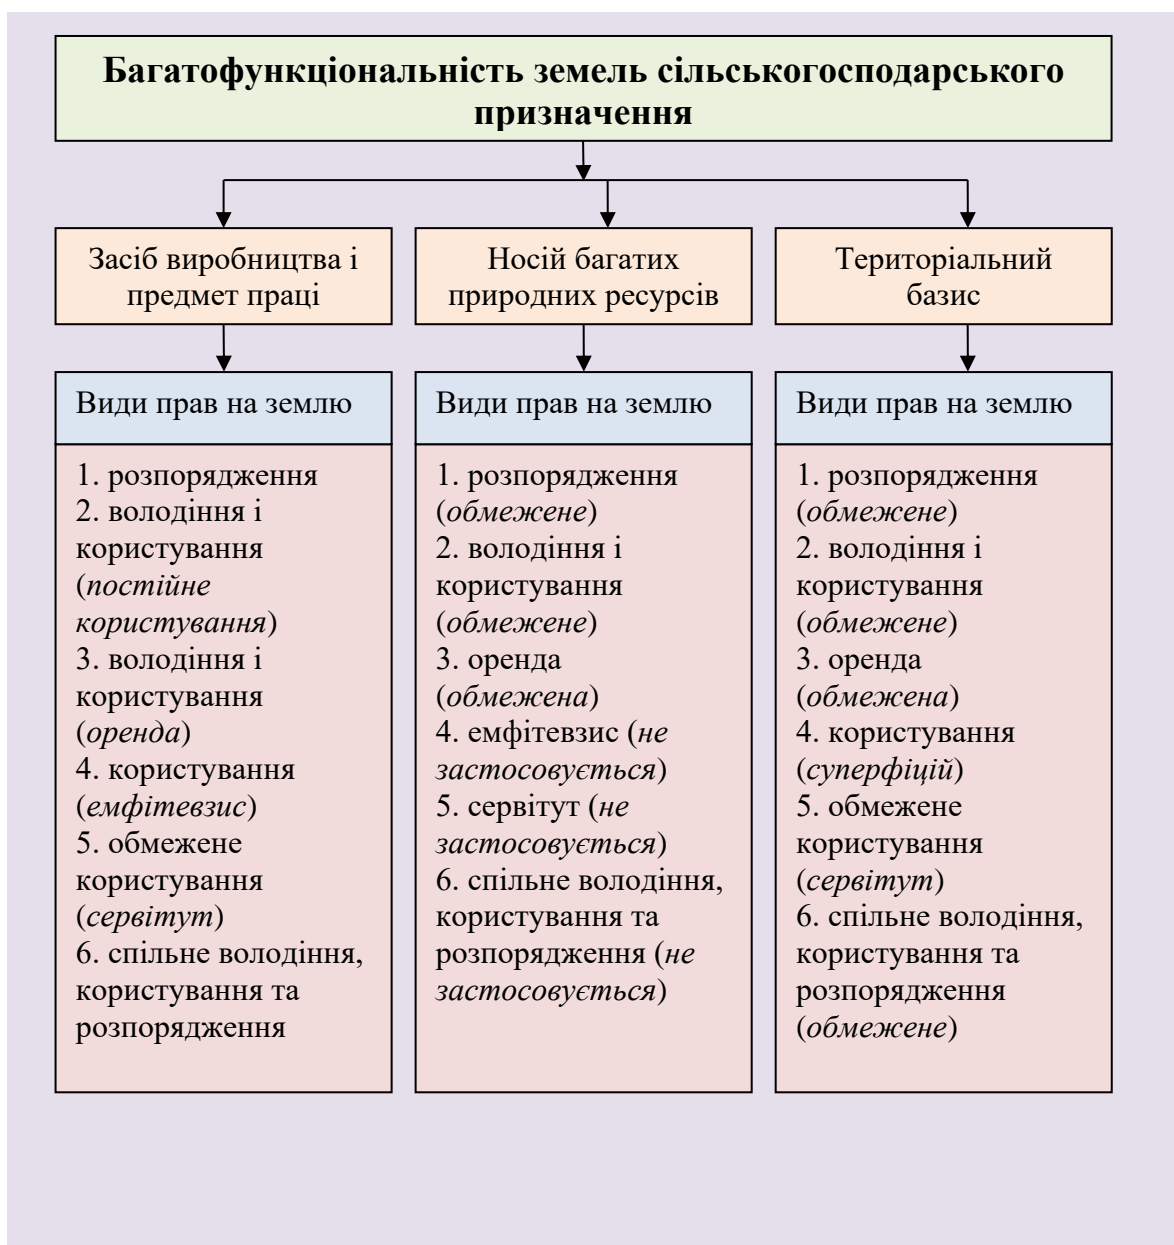 Багатофункціональність земель сільськогосподарського
призначення
Засіб виробництва і
предмет праці
Носій багатих
природних ресурсів
Територіальний
базис
Види прав на землю
1. розпорядження
2. володіння і
користування
(постійне
користування)
3. володіння і
користування
(оренда)
4. користування
(емфітевзис)
5. обмежене
користування
(сервітут)
6. спільне володіння,
користування та
розпорядження
Види прав на землю
1. розпорядження
(обмежене)
2. володіння і
користування
(обмежене)
3. оренда
(обмежена)
4. емфітевзис (не
застосовується)
5. сервітут (не
застосовується)
6. спільне володіння,
користування та
розпорядження (не
застосовується)
Види прав на землю
1. розпорядження
(обмежене)
2. володіння і
користування
(обмежене)
3. оренда
(обмежена)
4. користування
(суперфіцій)
5. обмежене
користування
(сервітут)
6. спільне володіння,
користування та
розпорядження
(обмежене)